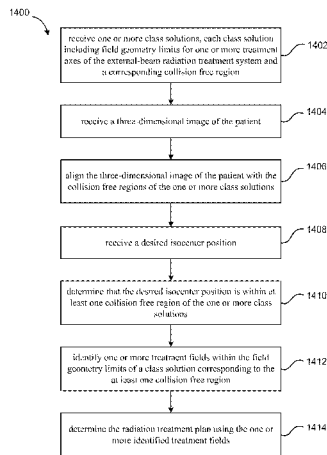 1400
receive one or more class solutions, each class solution
including field geometry limits for one or more treatment
axes of the external-beam radiation treatment system and
a corresponding collision free region
1402
receive a three-dimensional image of the patient
1404
align the three-dimensional image of the patient with the
collision free regions of the one or more class solutions
1406
receive a desired isocenter position
1408
determine that the desired isocenter position is within at
least one collision free region of the one or more class
solutions
1410
identify one or more treatment fields within the field
geometry limits of a class solution corresponding to the
at least one collision free region
1412
determine the radiation treatment plan using the one or
more identified treatment fields
1414